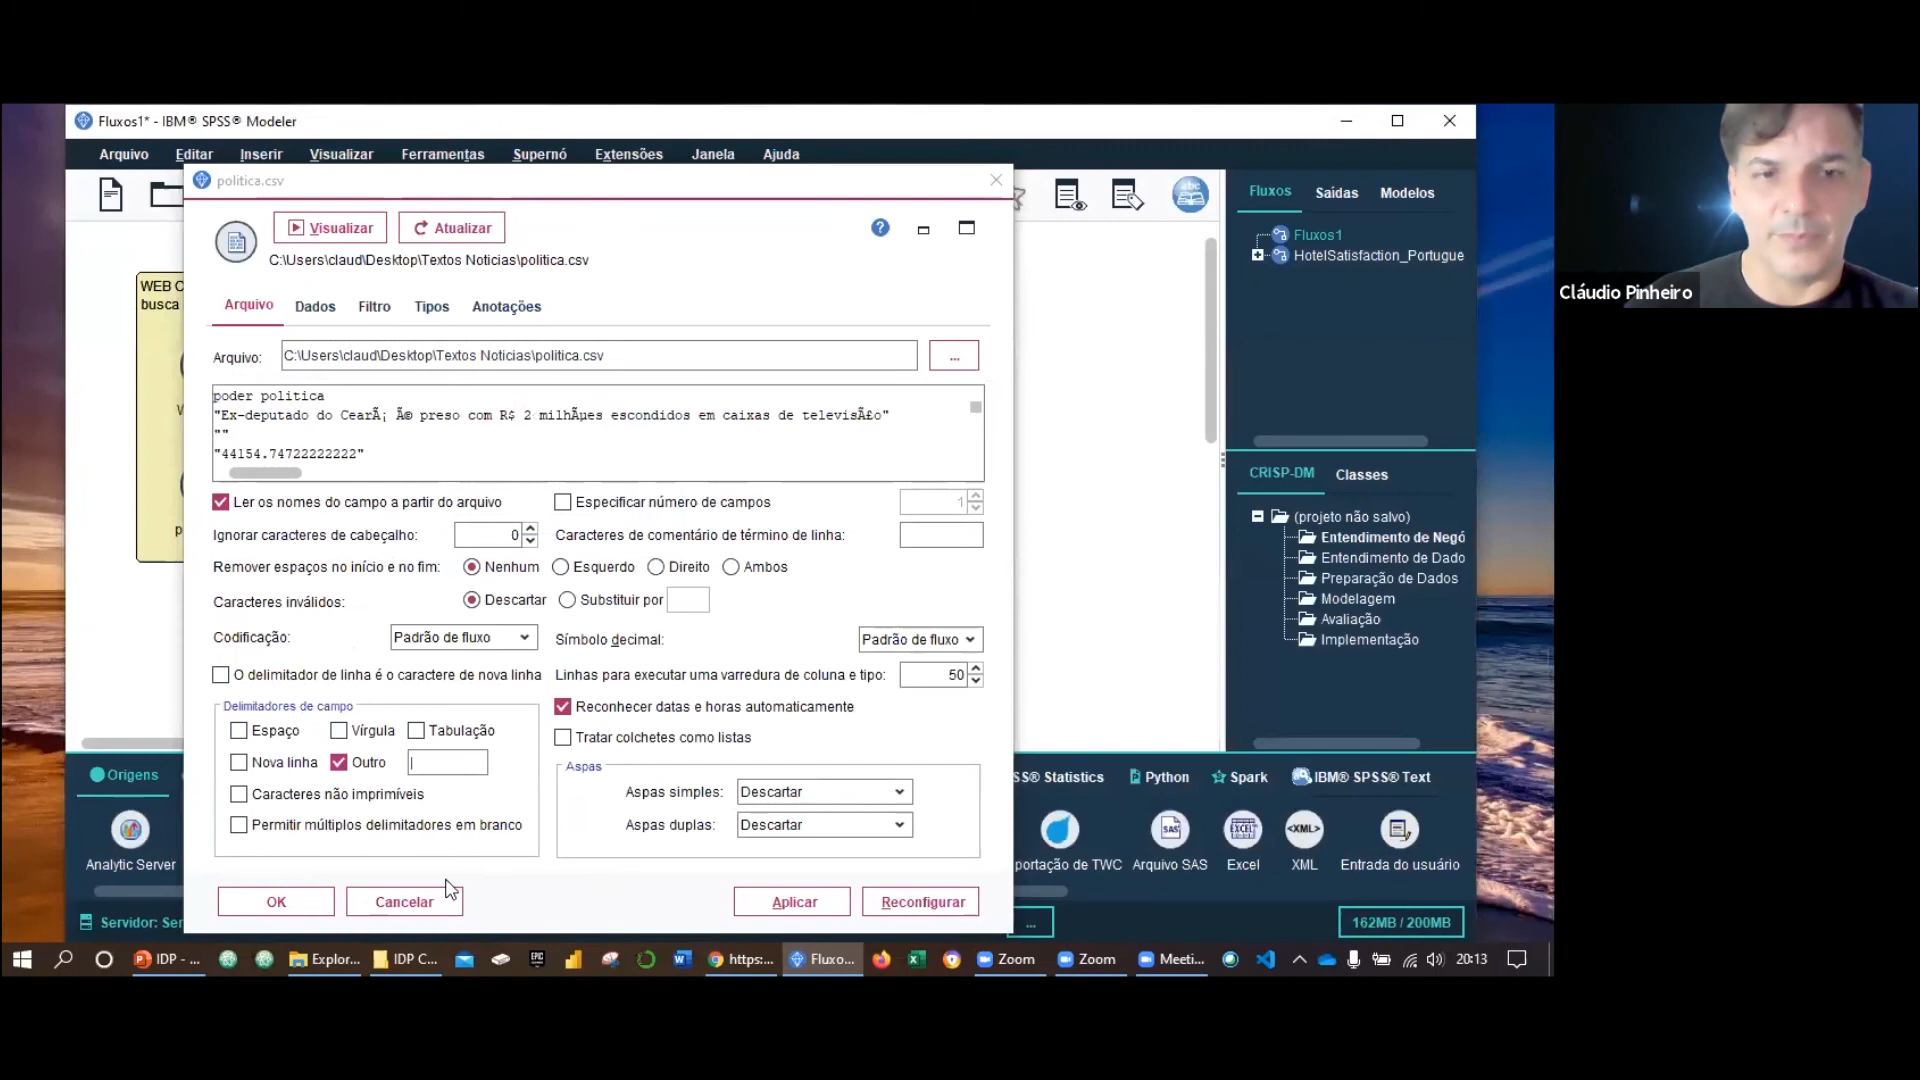 Fluxos1* - IBM® SPSS® Modeler
Arquivo Editar Inserir Visualizar Ferramentas Supernó Extensões Janela Ajuda
politica.csv
Visualizar Atualizar
C:\Users\claud\Desktop\Textos Noticias\politica.csv
Arquivo Dados Filtro Tipos Anotações
Arquivo: C:\Users\claud\Desktop\Textos Noticias\politica.csv ...
poder politica
"Ex-deputado do CearÃ¡ Ã© preso com R$ 2 milhÃµes escondidos em caixas de televisÃ£o"
""
"44154.74722222222"
Ler os nomes do campo a partir do arquivo Especificar número de campos 1
Ignorar caracteres de cabeçalho: 0 Caracteres de comentário de término de linha:
Remover espaços no início e no fim: Nenhum Esquerdo Direito Ambos
Caracteres inválidos: Descartar Substituir por
Codificação: Padrão de fluxo Símbolo decimal: Padrão de fluxo
O delimitador de linha é o caractere de nova linha Linhas para executar uma varredura de coluna e tipo: 50
Delimitadores de campo
Espaço Vírgula Tabulação
Nova linha Outro |
Caracteres não imprimíveis
Permitir múltiplos delimitadores em branco
Reconhecer datas e horas automaticamente
Tratar colchetes como listas
Aspas
Aspas simples: Descartar
Aspas duplas: Descartar
OK Cancelar Aplicar Reconfigurar
WEB C
busca
W
p
abc
Fluxos Saídas Modelos
Fluxos1
HotelSatisfaction_Portugue
CRISP-DM Classes
(projeto não salvo)
Entendimento de Negó
Entendimento de Dado
Preparação de Dados
Modelagem
Avaliação
Implementação
Origens
SS® Statistics Python Spark IBM® SPSS® Text
SAS EXCEL <XML>
Analytic Server
portação de TWC Arquivo SAS Excel XML Entrada do usuário
Servidor: Ser
... 162MB / 200MB
IDP - ... Explor... IDP C... EPIC https:... Fluxo... Zoom Zoom Meeti... 20:13
Cláudio Pinheiro